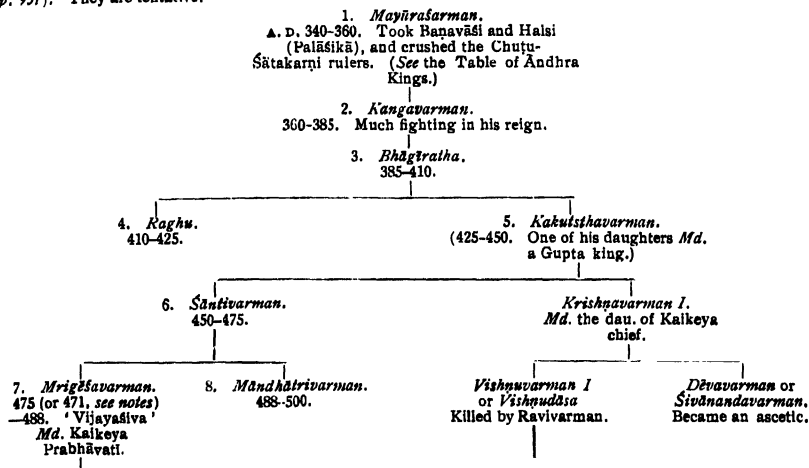 They are tentative.
1. Mayūraśarman.
A. D. 340-360. Took Baṇavāśi and Halsi
(Palāśikā), and crushed the Chuṭu-
Śātakarṇi rulers. (See the Table of Andhra
Kings.)
2. Kangavarman.
360-385. Much fighting in his reign.
3. Bhāgīratha.
385-410.
4. Raghu.
410-425.
5. Kakutsthavarman.
(425-450. One of his daughters Md.
a Gupta king.)
6. Śāntivarman.
450-475.
Krishṇavarman I.
Md. the dau. of Kaikeya
chief.
7. Mrigēśavarman.
475 (or 471, see notes)
—488. ' Vijayaśiva '
Md. Kaikeya
Prabhāvatī.
8. Māndhātrivarman.
488-500.
Vishṇuvarman I
or Vishṇudāsa
Killed by Ravivarman.
Dēvavarman or
Śivānandavarman.
Became an ascetic.